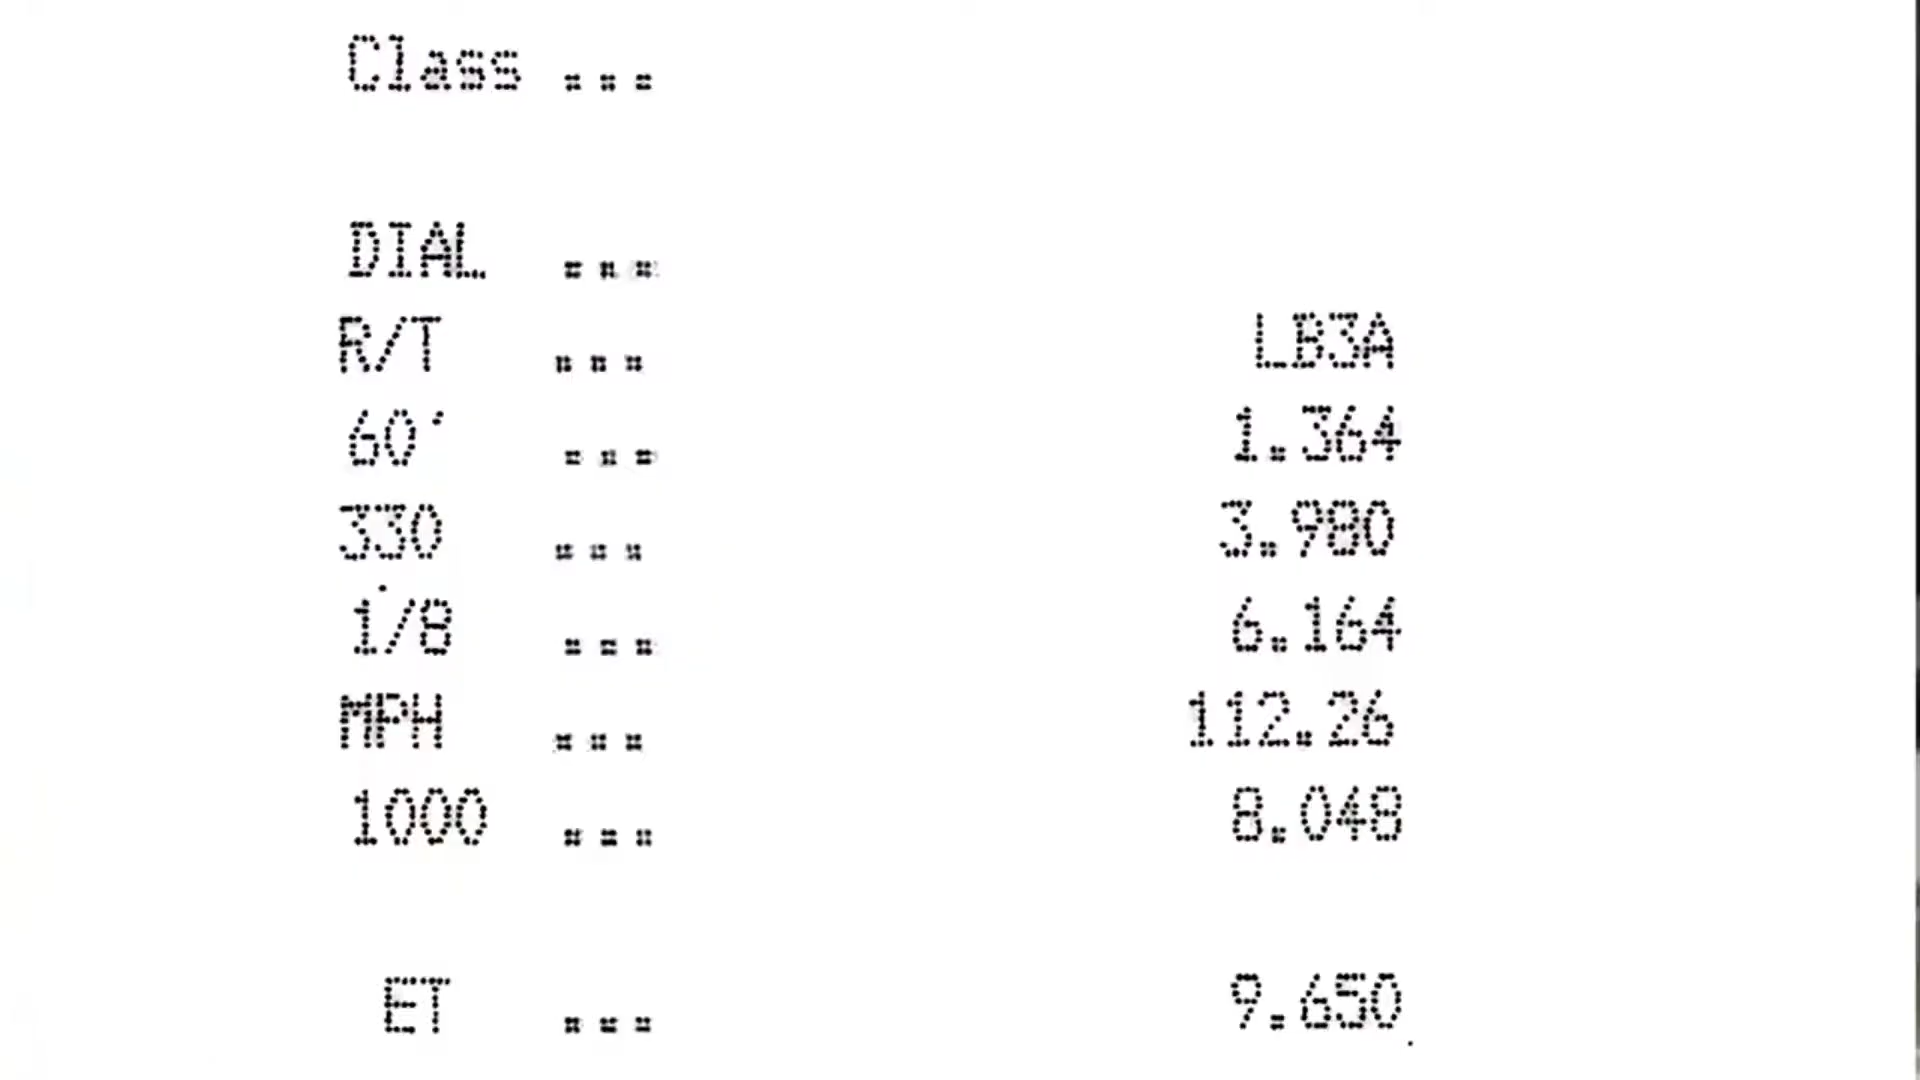 Class ...
DIAL ...
R/T ... LB3A
60' ... 1.364
330 ... 3.980
1/8 ... 6.164
MPH ... 112.26
1000 ... 8.048
ET ... 9.650